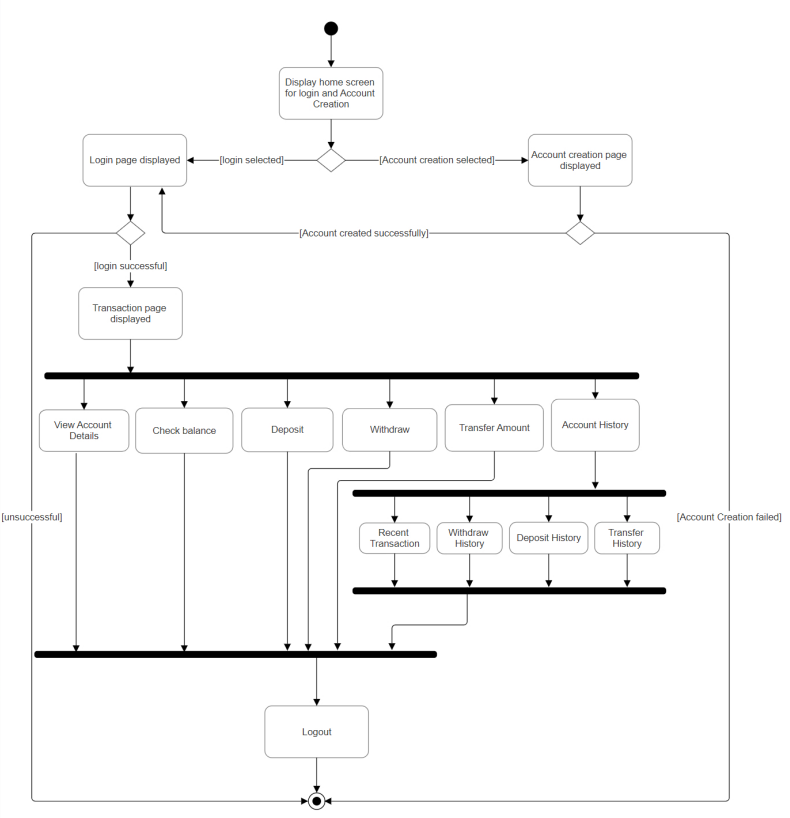 Display home screen
for login and Account
Creation
Login page displayed
[login selected]
[Account creation selected]
Account creation page
displayed
[Account created successfully]
[login successful]
Transaction page
displayed
View Account
Details
Check balance
Deposit
Withdraw
Transfer Amount
Account History
[unsuccessful]
[Account Creation failed]
Recent
Transaction
Withdraw
History
Deposit History
Transfer
History
Logout